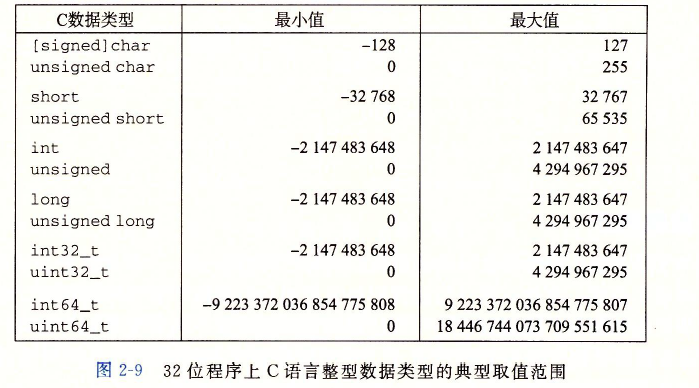 C数据类型 最小值 最大值
[signed]char −128 127
unsigned char 0 255
short −32 768 32 767
unsigned short 0 65 535
int −2 147 483 648 2 147 483 647
unsigned 0 4 294 967 295
long −2 147 483 648 2 147 483 647
unsigned long 0 4 294 967 295
int32_t −2 147 483 648 2 147 483 647
uint32_t 0 4 294 967 295
int64_t −9 223 372 036 854 775 808 9 223 372 036 854 775 807
uint64_t 0 18 446 744 073 709 551 615
图 2-9 32 位程序上 C 语言整型数据类型的典型取值范围